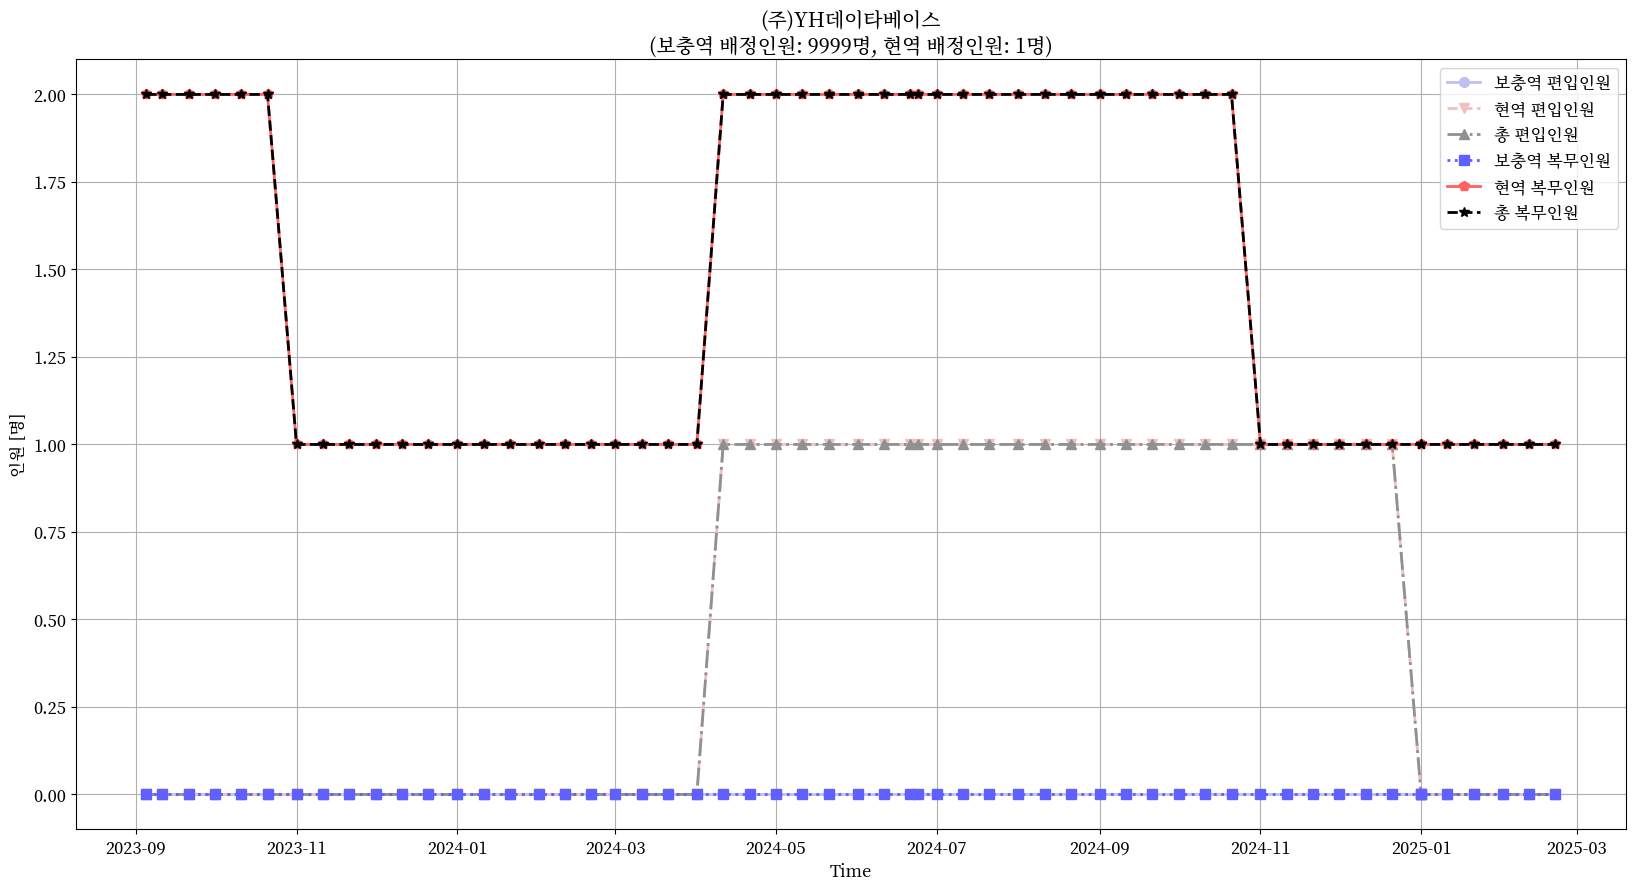 (주)YH데이타베이스
(보충역 배정인원: 9999명, 현역 배정인원: 1명)
보충역 편입인원
현역 편입인원
총 편입인원
보충역 복무인원
현역 복무인원
총 복무인원
인원 [명]
2.00
1.75
1.50
1.25
1.00
0.75
0.50
0.25
0.00
2023-09 2023-11 2024-01 2024-03 2024-05 2024-07 2024-09 2024-11 2025-01 2025-03
Time